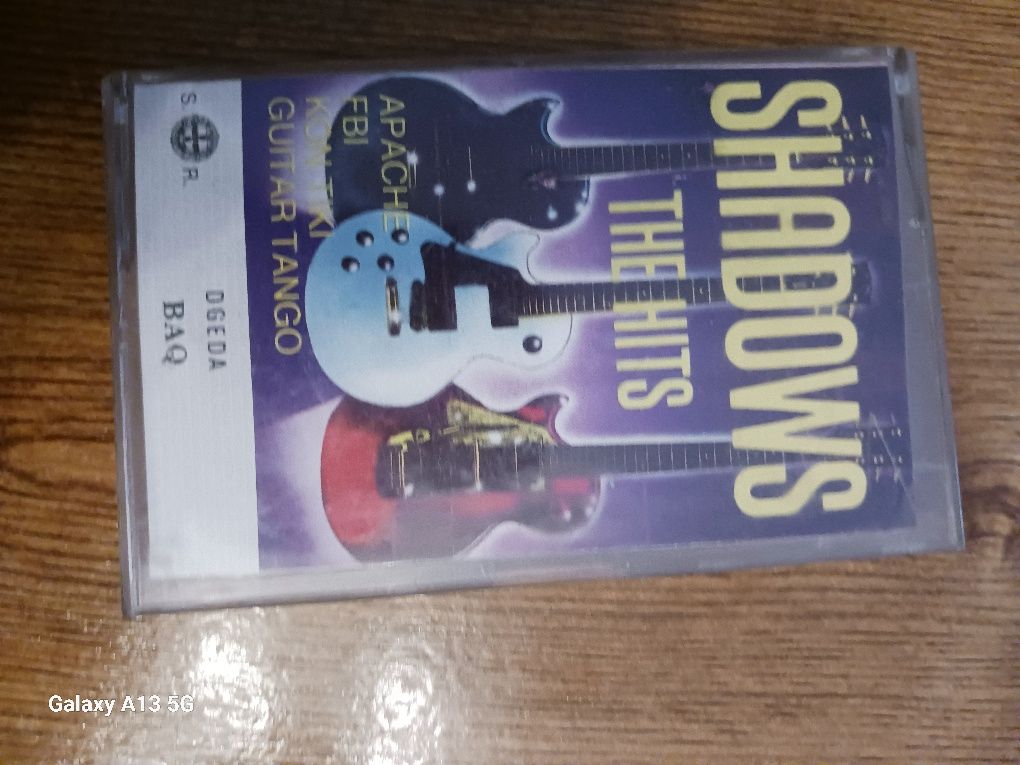 SHADOWS
THE HITS
APACHE
FBI
KON TIKI
GUITAR TANGO
S. R.
DGEDA
BAQ
Galaxy A13 5G